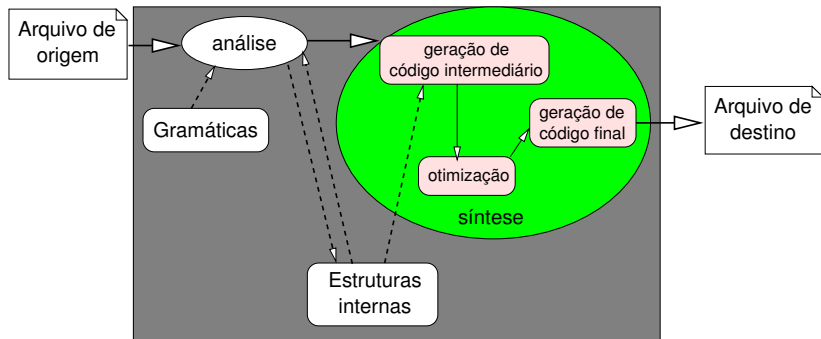 Arquivo de
origem
análise
Gramáticas
geração de
código intermediário
geração de
código final
otimização
síntese
Estruturas
internas
Arquivo de
destino